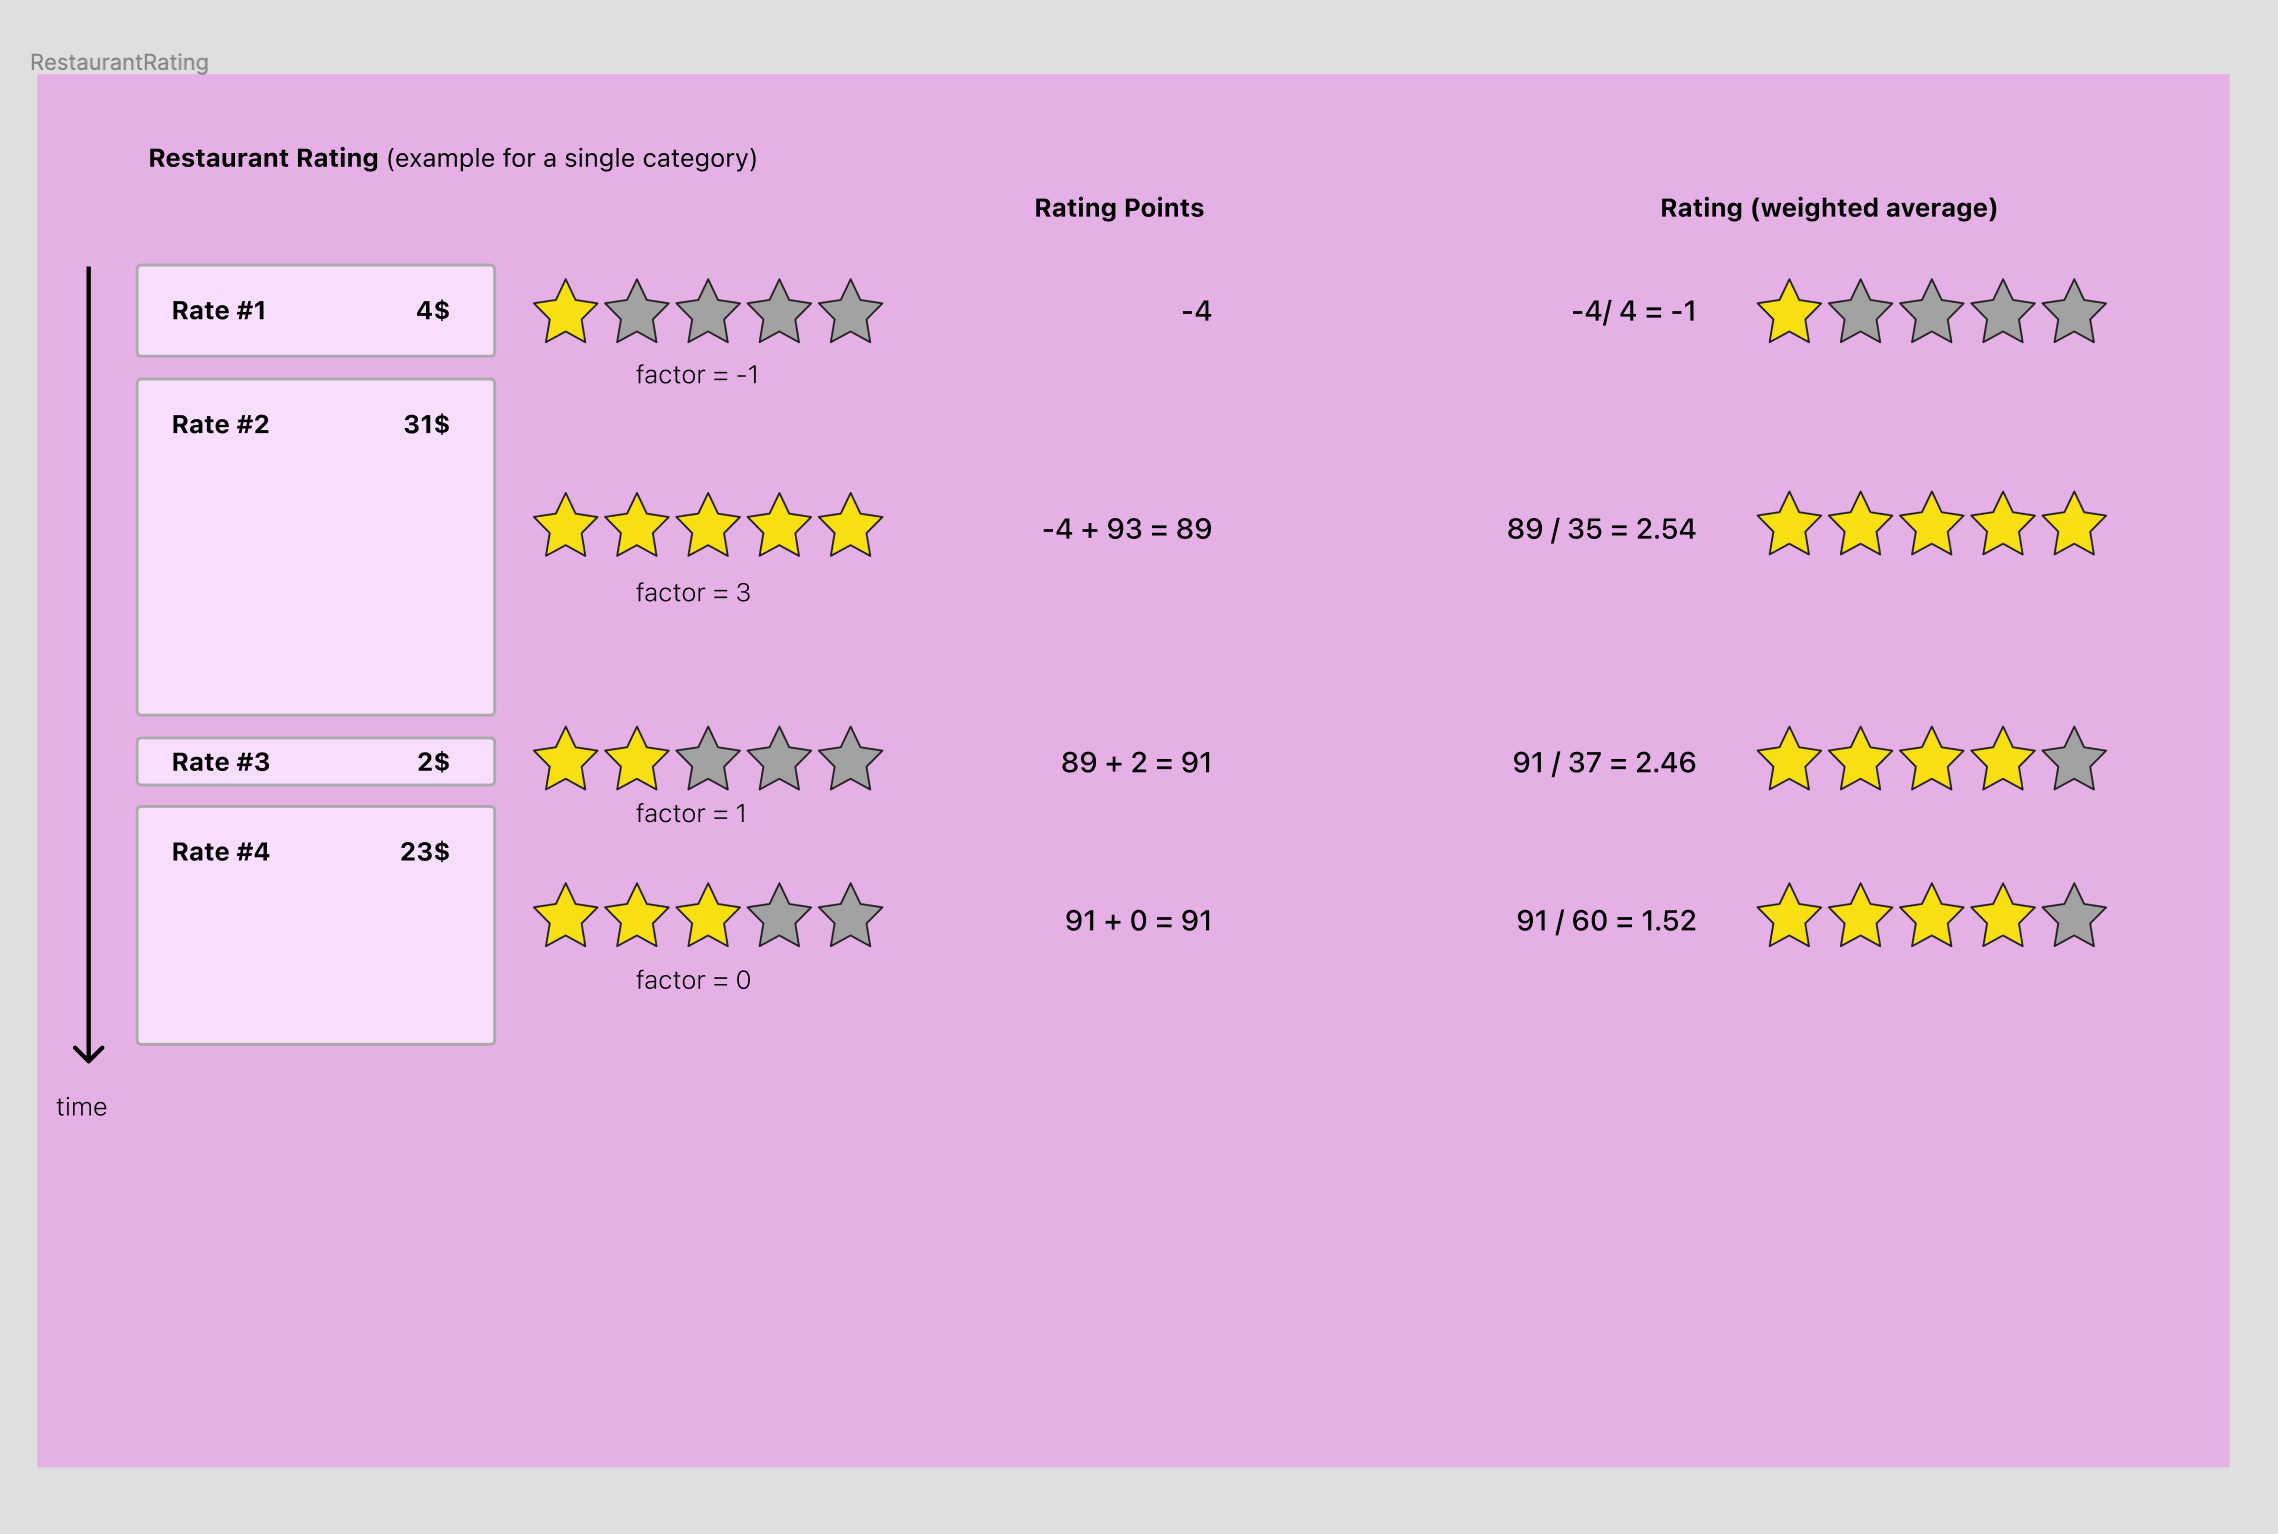 RestaurantRating
Restaurant Rating (example for a single category)
Rating Points
Rating (weighted average)
Rate #1 4$
-4
-4/ 4 = -1
factor = -1
Rate #2 31$
-4 + 93 = 89
89 / 35 = 2.54
factor = 3
Rate #3 2$
89 + 2 = 91
91 / 37 = 2.46
factor = 1
Rate #4 23$
91 + 0 = 91
91 / 60 = 1.52
factor = 0
time